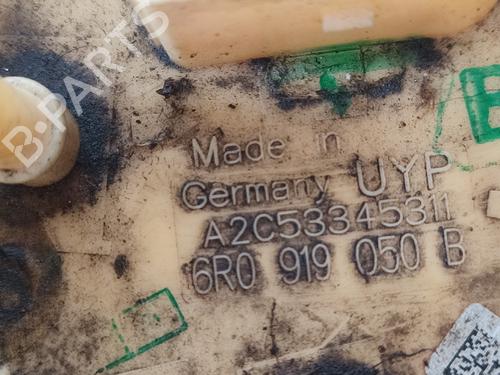 B-PARTS
Made in
Germany UYP
A2C53345311
6R0 919 050 B